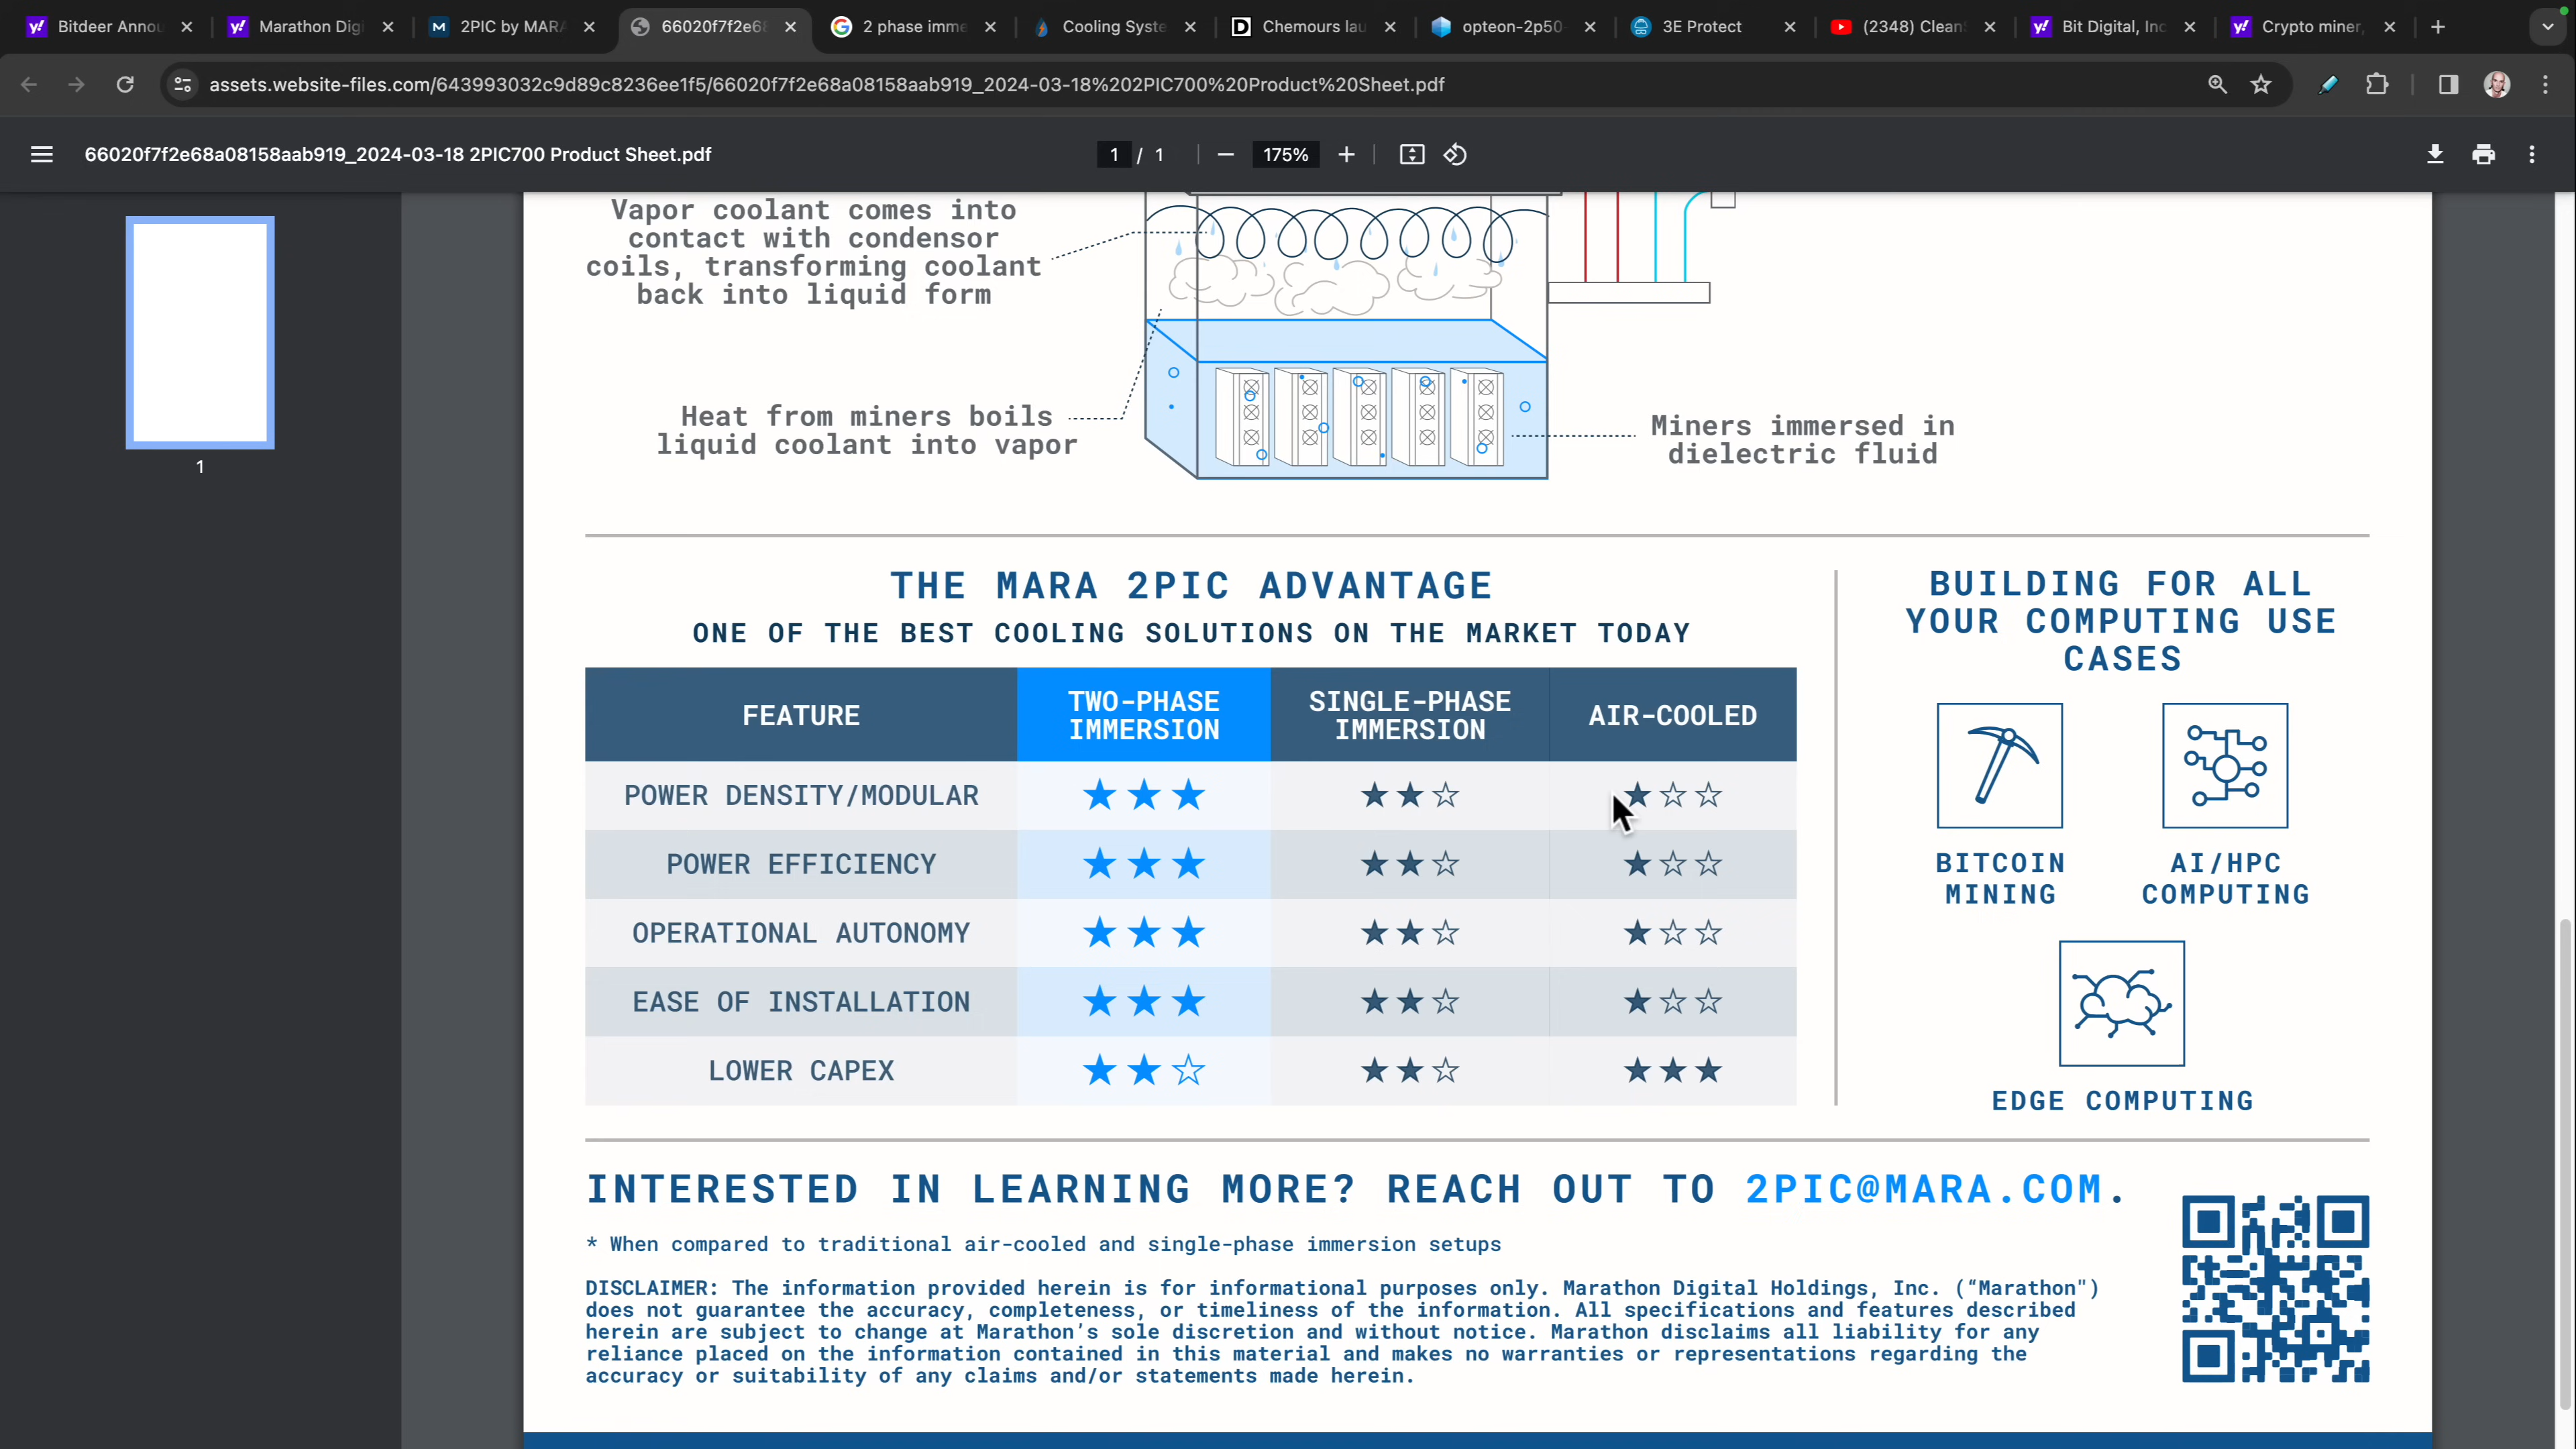 Bitdeer Annou
Marathon Dig
2PIC by MARA
66020f7f2e68
2 phase imme
Cooling Syste
Chemours lau
opteon-2p50
3E Protect
(2348) Clean
Bit Digital, Inc
Crypto miner,
assets.website-files.com/643993032c9d89c8236ee1f5/66020f7f2e68a08158aab919_2024-03-18%202PIC700%20Product%20Sheet.pdf
66020f7f2e68a08158aab919_2024-03-18 2PIC700 Product Sheet.pdf
1 / 1
175%
1
Vapor coolant comes into
contact with condensor
coils, transforming coolant
back into liquid form
Heat from miners boils
liquid coolant into vapor
Miners immersed in
dielectric fluid
THE MARA 2PIC ADVANTAGE
ONE OF THE BEST COOLING SOLUTIONS ON THE MARKET TODAY
FEATURE
TWO-PHASE
IMMERSION
SINGLE-PHASE
IMMERSION
AIR-COOLED
POWER DENSITY/MODULAR ★★★ ★★☆ ★☆☆
POWER EFFICIENCY ★★★ ★★☆ ★☆☆
OPERATIONAL AUTONOMY ★★★ ★★☆ ★☆☆
EASE OF INSTALLATION ★★★ ★★☆ ★☆☆
LOWER CAPEX ★★☆ ★★☆ ★★★
BUILDING FOR ALL
YOUR COMPUTING USE
CASES
BITCOIN
MINING
AI/HPC
COMPUTING
EDGE COMPUTING
INTERESTED IN LEARNING MORE? REACH OUT TO 2PIC@MARA.COM.
* When compared to traditional air-cooled and single-phase immersion setups
DISCLAIMER: The information provided herein is for informational purposes only. Marathon Digital Holdings, Inc. (“Marathon")
does not guarantee the accuracy, completeness, or timeliness of the information. All specifications and features described
herein are subject to change at Marathon’s sole discretion and without notice. Marathon disclaims all liability for any
reliance placed on the information contained in this material and makes no warranties or representations regarding the
accuracy or suitability of any claims and/or statements made herein.